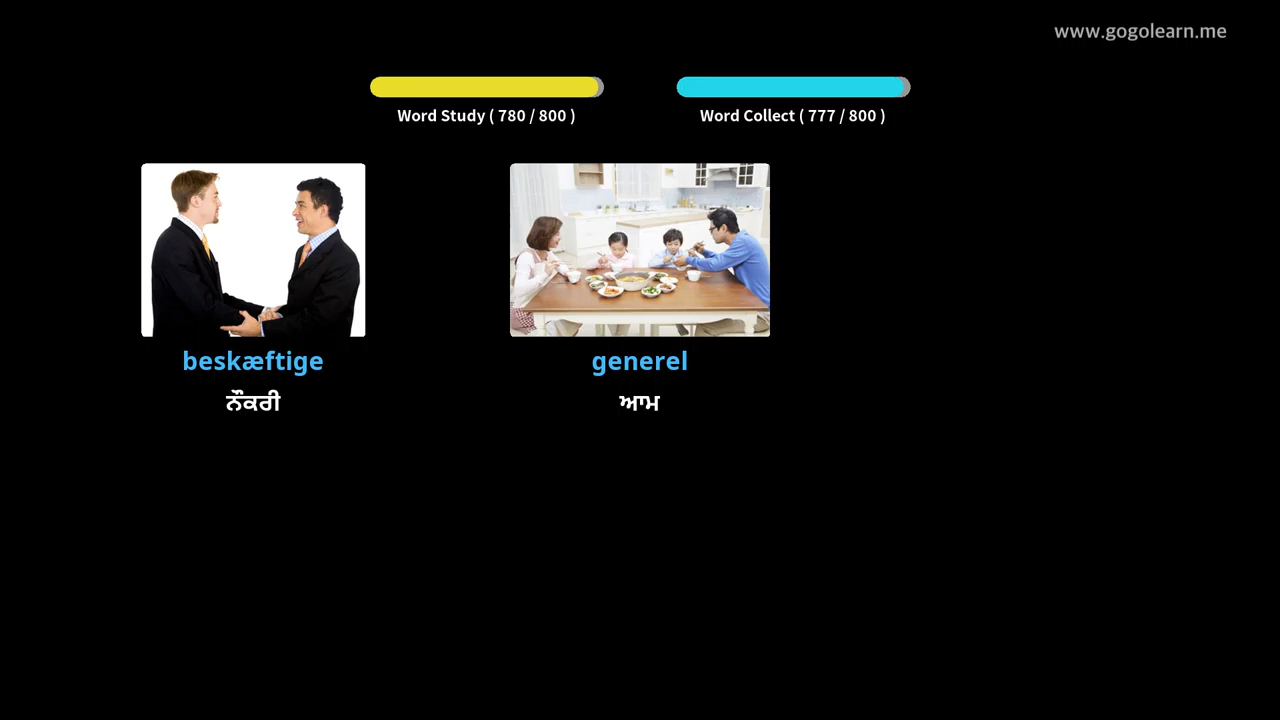 www.gogolearn.me
Word Study ( 780 / 800 )
Word Collect ( 777 / 800 )
beskæftige
generel
ਨੌਕਰੀ
ਆਮ